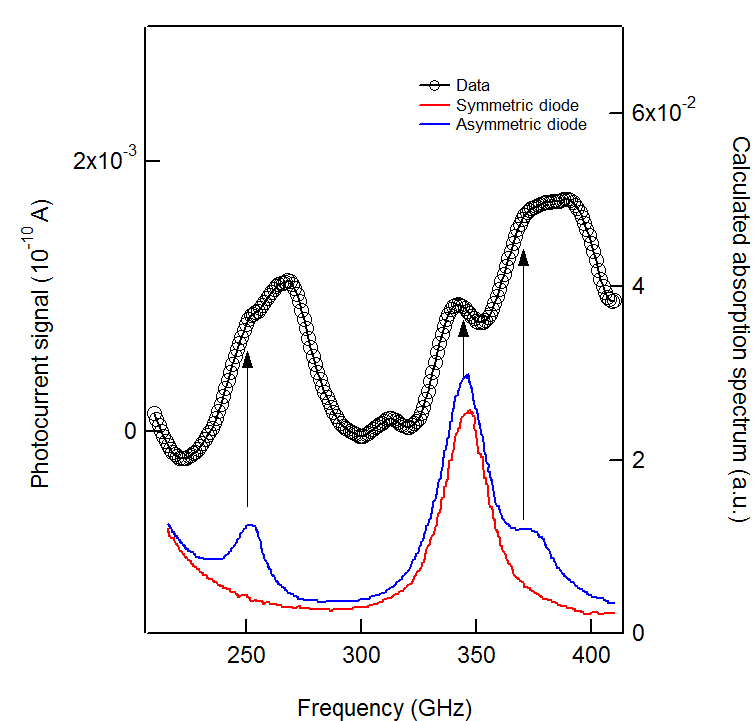 Data
Symmetric diode
Asymmetric diode
6x10⁻²
2x10⁻³
4
0
2
0
250
300
350
400
Photocurrent signal (10⁻¹⁰ A)
Calculated absorption spectrum (a.u.)
Frequency (GHz)